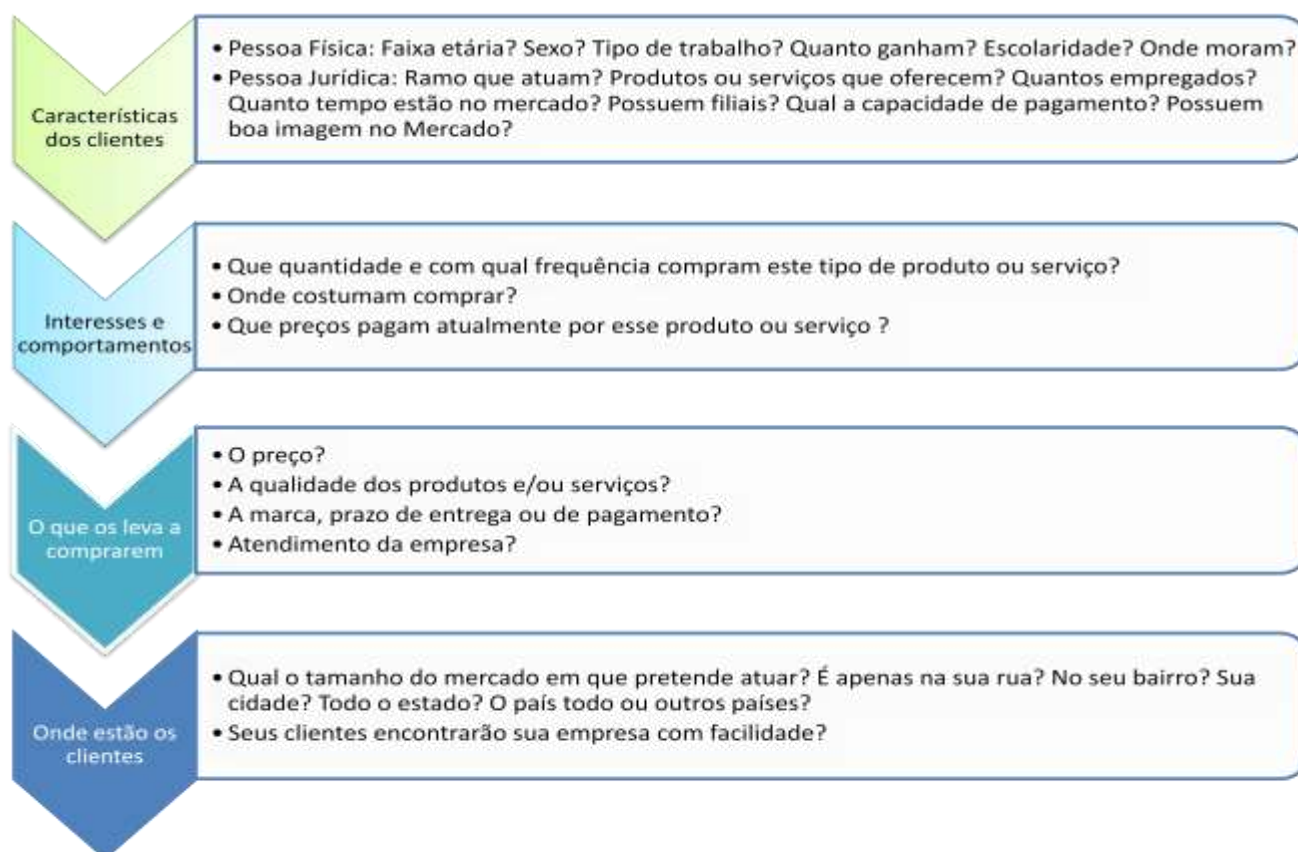 Características
dos clientes
• Pessoa Física: Faixa etária? Sexo? Tipo de trabalho? Quanto ganham? Escolaridade? Onde moram?
• Pessoa Jurídica: Ramo que atuam? Produtos ou serviços que oferecem? Quantos empregados?
Quanto tempo estão no mercado? Possuem filiais? Qual a capacidade de pagamento? Possuem
boa imagem no Mercado?
Interesses e
comportamentos
• Que quantidade e com qual frequência compram este tipo de produto ou serviço?
• Onde costumam comprar?
• Que preços pagam atualmente por esse produto ou serviço ?
O que os leva a
comprarem
• O preço?
• A qualidade dos produtos e/ou serviços?
• A marca, prazo de entrega ou de pagamento?
• Atendimento da empresa?
Onde estão os
clientes
• Qual o tamanho do mercado em que pretende atuar? É apenas na sua rua? No seu bairro? Sua
cidade? Todo o estado? O país todo ou outros países?
• Seus clientes encontrarão sua empresa com facilidade?